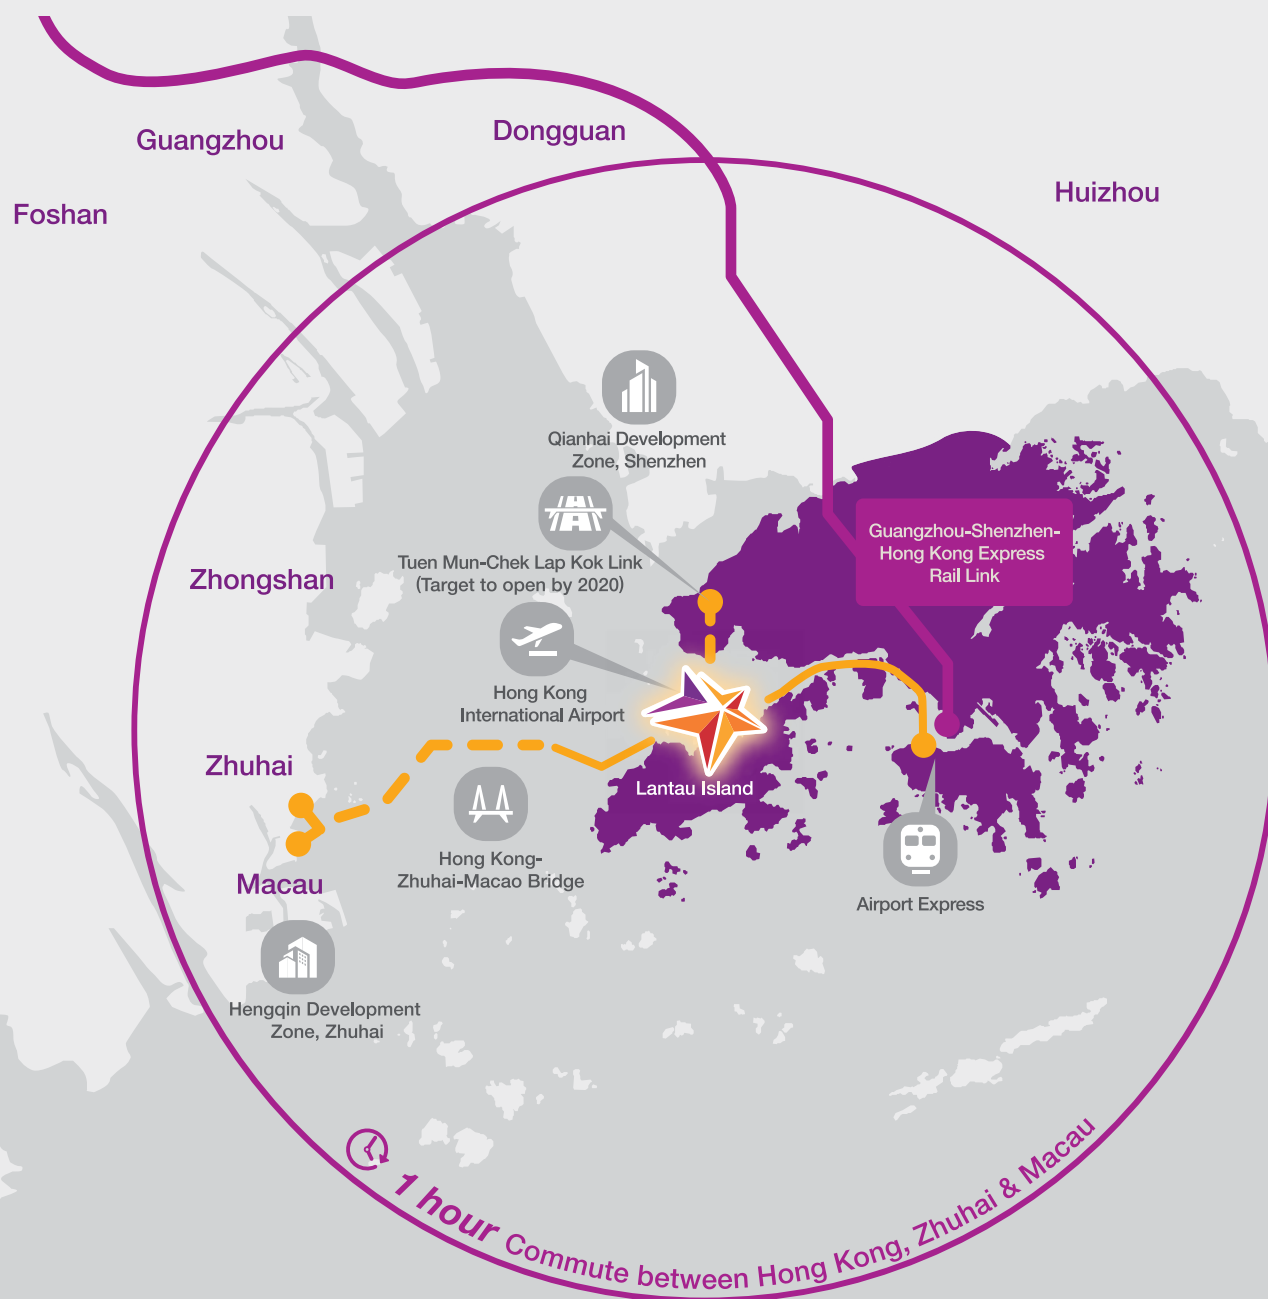 Guangzhou
Dongguan
Foshan
Huizhou
Qianhai Development
Zone, Shenzhen
Tuen Mun-Chek Lap Kok Link
(Target to open by 2020)
Guangzhou-Shenzhen-
Hong Kong Express
Rail Link
Zhongshan
Hong Kong
International Airport
Zhuhai
Lantau Island
Hong Kong-
Zhuhai-Macao Bridge
Macau
Airport Express
Hengqin Development
Zone, Zhuhai
1 hour Commute between Hong Kong, Zhuhai & Macau